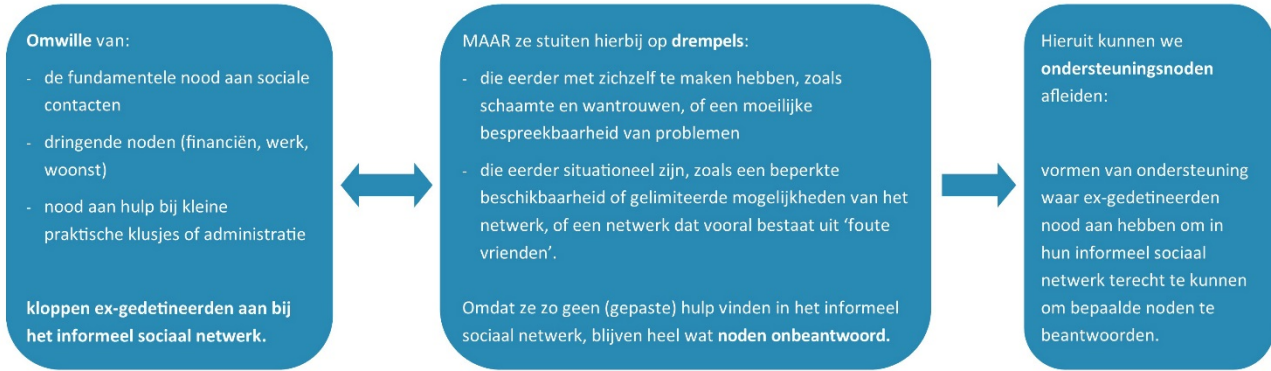 Omwille van:
- de fundamentele nood aan sociale
contacten
- dringende noden (financiën, werk,
woonst)
- nood aan hulp bij kleine
praktische klusjes of administratie
kloppen ex-gedetineerden aan bij
het informeel sociaal netwerk.
MAAR ze stuiten hierbij op drempels:
- die eerder met zichzelf te maken hebben, zoals
schaamte en wantrouwen, of een moeilijke
bespreekbaarheid van problemen
- die eerder situationeel zijn, zoals een beperkte
beschikbaarheid of gelimiteerde mogelijkheden van het
netwerk, of een netwerk dat vooral bestaat uit ‘foute
vrienden’.
Omdat ze zo geen (gepaste) hulp vinden in het informeel
sociaal netwerk, blijven heel wat noden onbeantwoord.
Hieruit kunnen we
ondersteuningsnoden
afleiden:
vormen van ondersteuning
waar ex-gedetineerden
nood aan hebben om in
hun informeel sociaal
netwerk terecht te kunnen
om bepaalde noden te
beantwoorden.